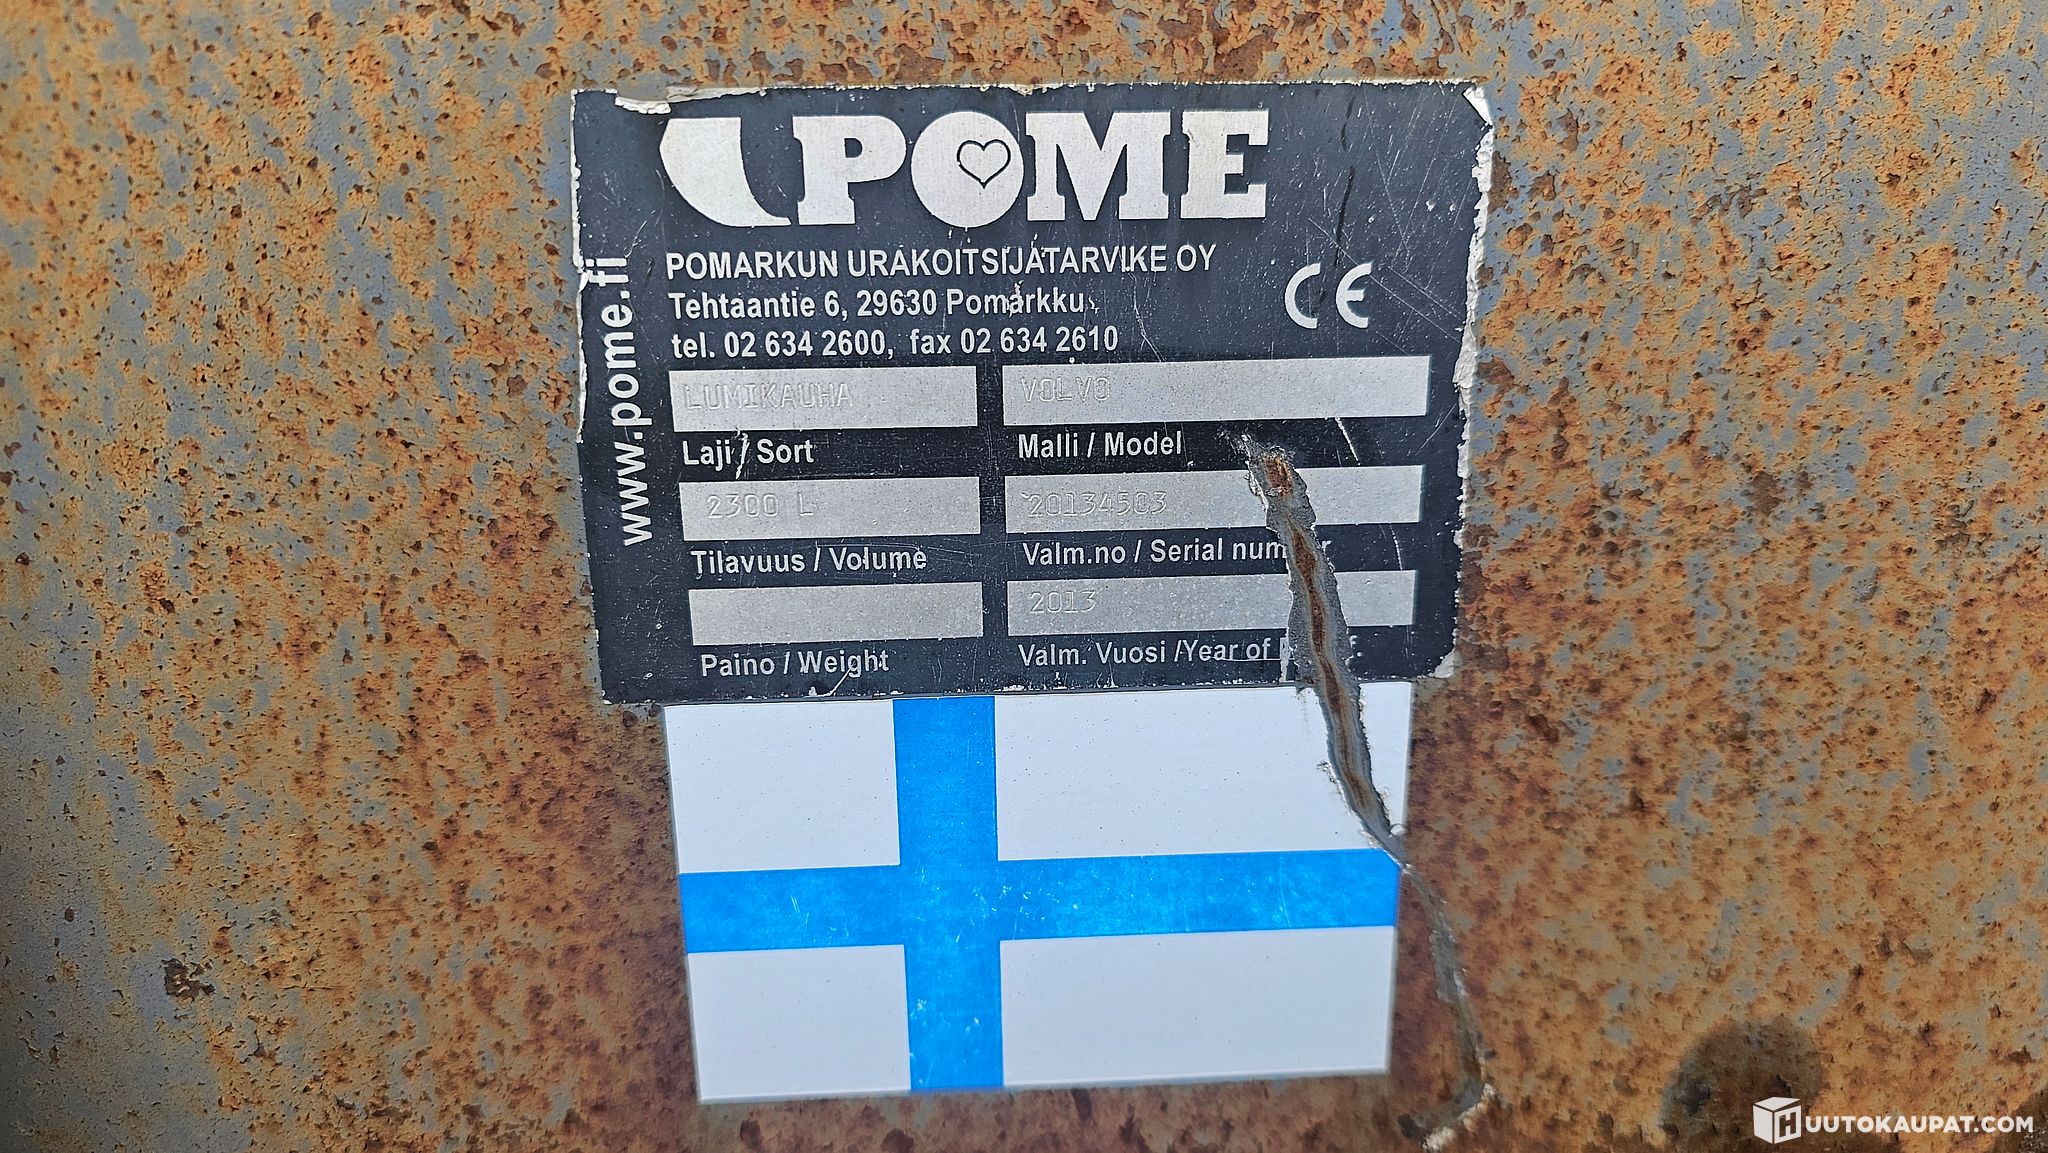 POME
POMARKUN URAKOITSIJATARVIKE OY
Tehtaantie 6, 29630 Pomarkku
tel. 02 634 2600, fax 02 634 2610
CE
www.pome.fi
LUMIKAUHA
Laji / Sort
VOLVO
Malli / Model
2300 L
Tilavuus / Volume
20134503
Valm.no / Serial number
Paino / Weight
2013
Valm. Vuosi /Year of
HUUTOKAUPAT.COM